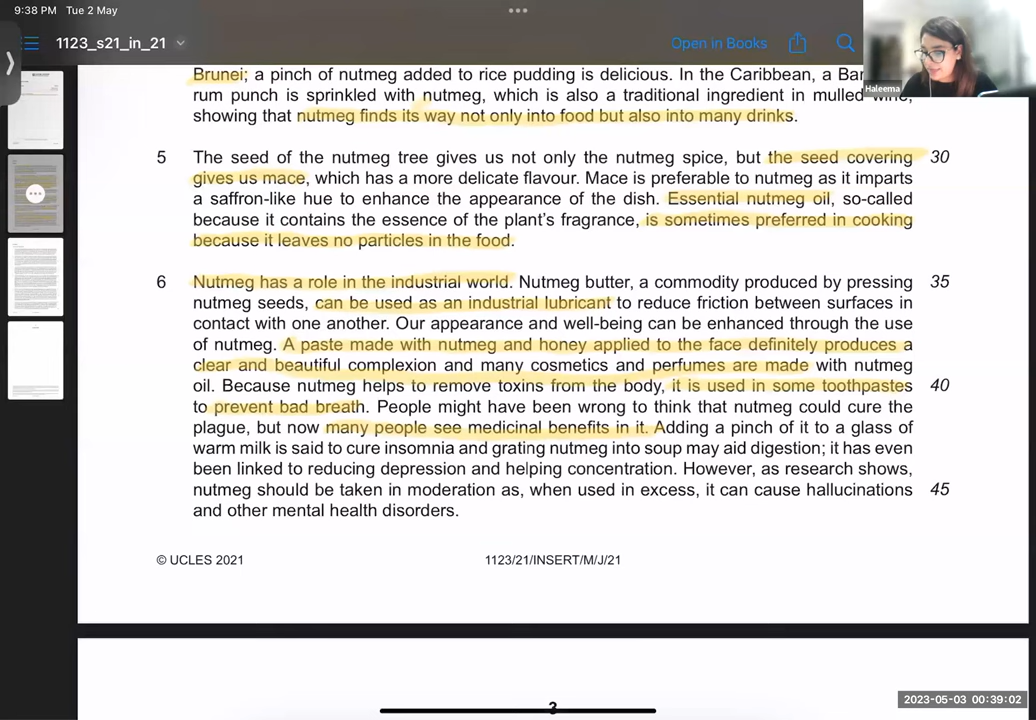 9:38 PM Tue 2 May
1123_s21_in_21
Open in Books
Haleema
Brunei; a pinch of nutmeg added to rice pudding is delicious. In the Caribbean, a
rum punch is sprinkled with nutmeg, which is also a traditional ingredient in mulled wine,
showing that nutmeg finds its way not only into food but also into many drinks.
5 The seed of the nutmeg tree gives us not only the nutmeg spice, but the seed covering 30
gives us mace, which has a more delicate flavour. Mace is preferable to nutmeg as it imparts
a saffron-like hue to enhance the appearance of the dish. Essential nutmeg oil, so-called
because it contains the essence of the plant's fragrance, is sometimes preferred in cooking
because it leaves no particles in the food.
6 Nutmeg has a role in the industrial world. Nutmeg butter, a commodity produced by pressing 35
nutmeg seeds, can be used as an industrial lubricant to reduce friction between surfaces in
contact with one another. Our appearance and well-being can be enhanced through the use
of nutmeg. A paste made with nutmeg and honey applied to the face definitely produces a
clear and beautiful complexion and many cosmetics and perfumes are made with nutmeg
oil. Because nutmeg helps to remove toxins from the body, it is used in some toothpastes 40
to prevent bad breath. People might have been wrong to think that nutmeg could cure the
plague, but now many people see medicinal benefits in it. Adding a pinch of it to a glass of
warm milk is said to cure insomnia and grating nutmeg into soup may aid digestion; it has even
been linked to reducing depression and helping concentration. However, as research shows,
nutmeg should be taken in moderation as, when used in excess, it can cause hallucinations 45
and other mental health disorders.
© UCLES 2021 1123/21/INSERT/M/J/21
3
2023-05-03 00:39:02